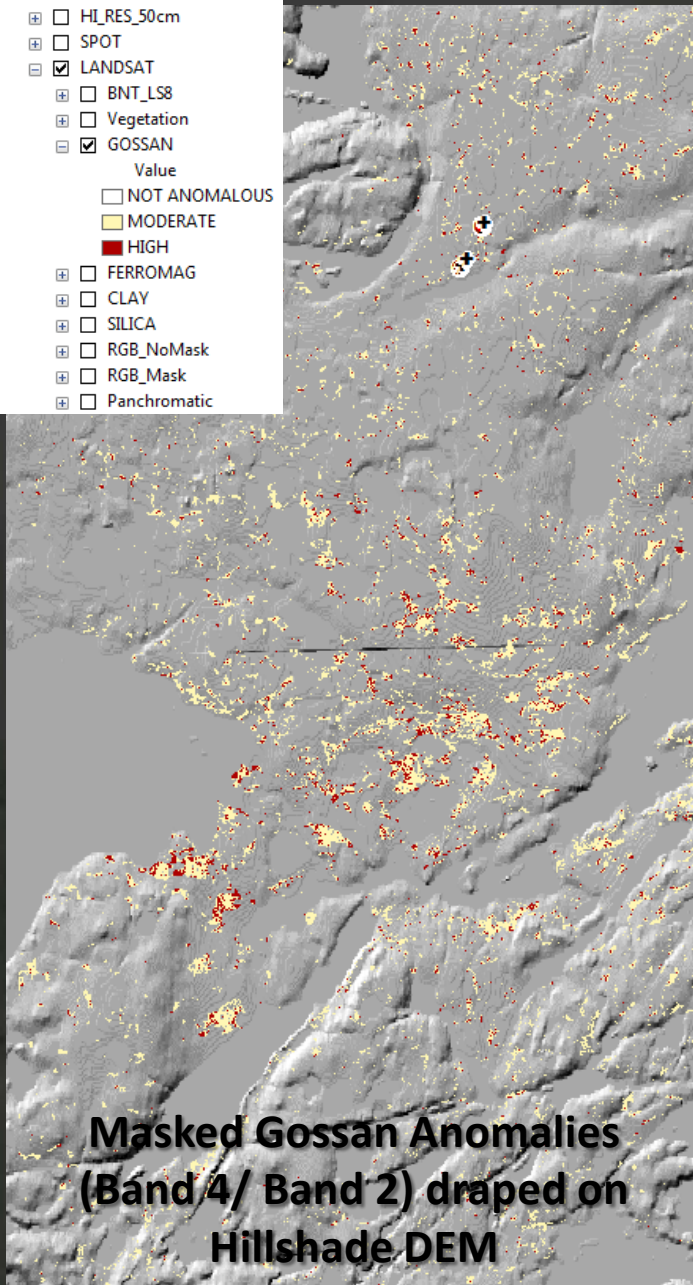 HI_RES_50cm
SPOT
LANDSAT
BNT_LS8
Vegetation
GOSSAN
Value
NOT ANOMALOUS
MODERATE
HIGH
FERROMAG
CLAY
SILICA
RGB_NoMask
RGB_Mask
Panchromatic
Masked Gossan Anomalies
(Band 4/ Band 2) draped on
Hillshade DEM